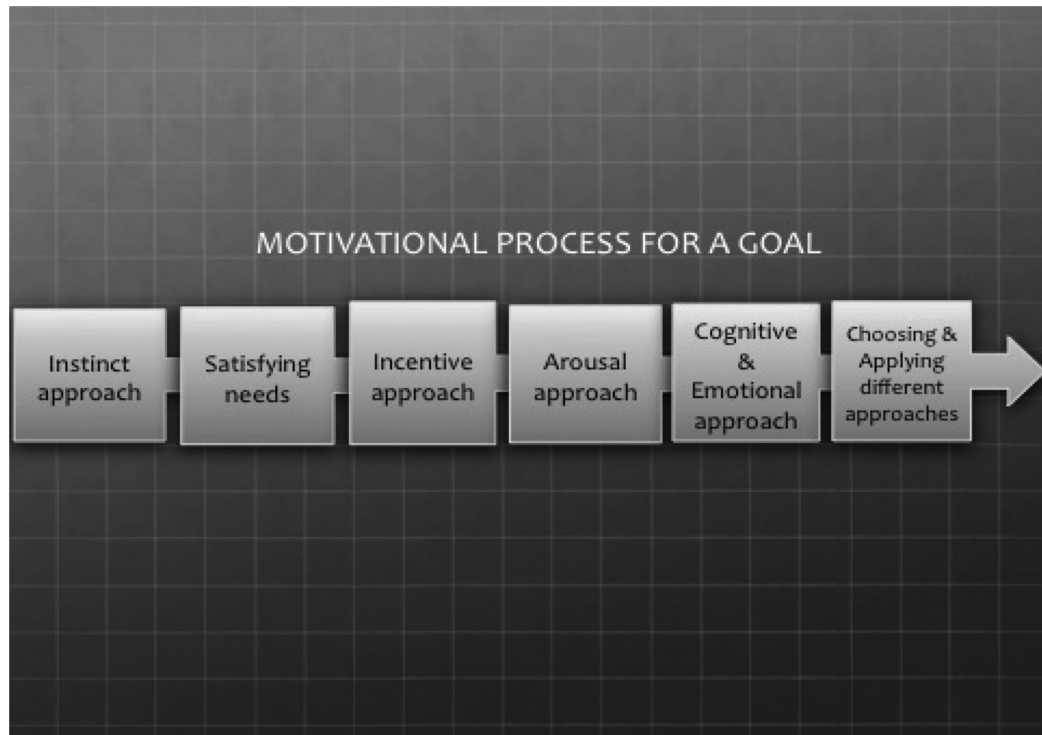 MOTIVATIONAL PROCESS FOR A GOAL
Instinct
approach
Satisfying
needs
Incentive
approach
Arousal
approach
Cognitive
&
Emotional
approach
Choosing &
Applying
different
approaches